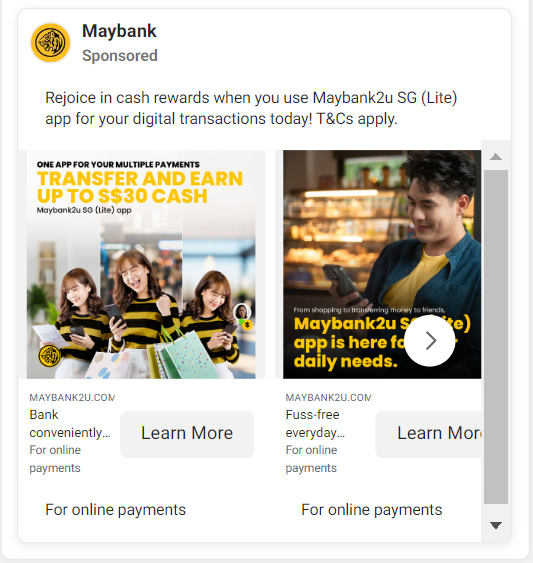 Maybank
Sponsored
Rejoice in cash rewards when you use Maybank2u SG (Lite)
app for your digital transactions today! T&Cs apply.
ONE APP FOR YOUR MULTIPLE PAYMENTS
TRANSFER AND EARN
UP TO S$30 CASH
Maybank2u SG (Lite) app
From shopping to transferring money to friends,
Maybank2u S ite)
app is here fo r
daily needs.
MAYBANK2U.COM
Bank
conveniently...
For online
payments
Learn More
MAYBANK2U.COM
Fuss-free
everyday...
For online
payments
Learn Mor
For online payments
For online payments